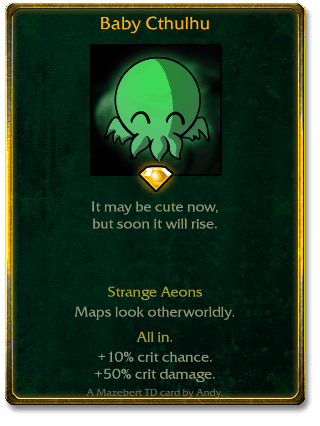 Baby Cthulhu
It may be cute now,
but soon it will rise.
Strange Aeons
Maps look otherworldly.
All in.
+10% crit chance.
+50% crit damage.
A Mazebert TD card by Andy.